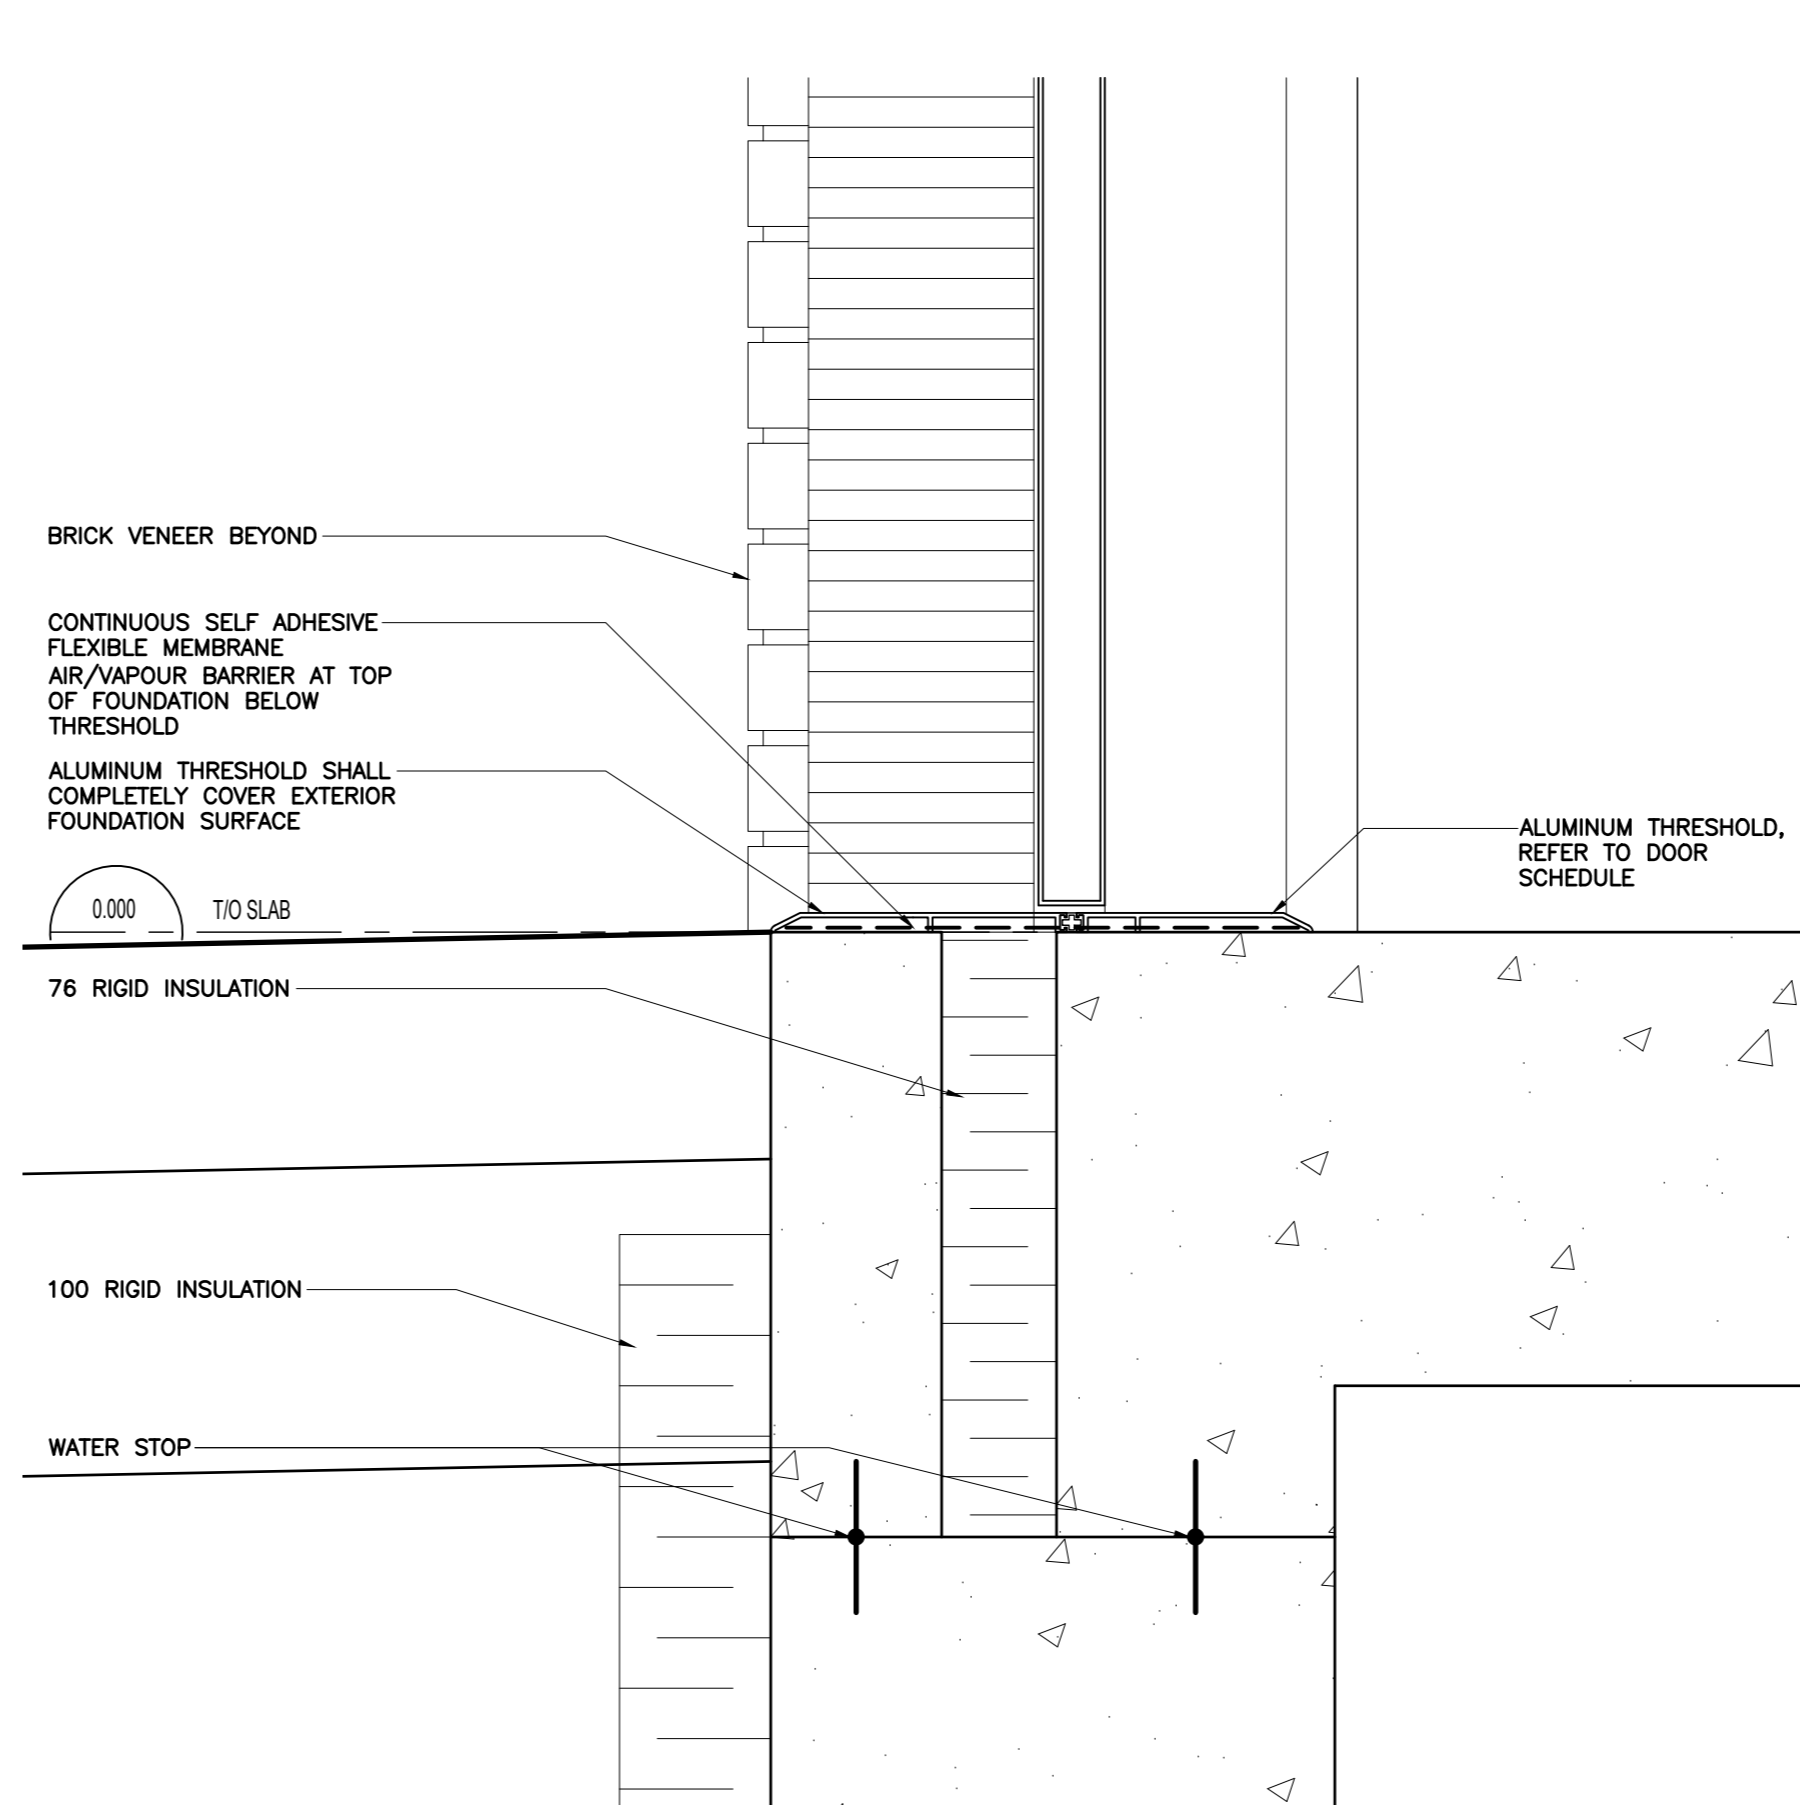 BRICK VENEER BEYOND
CONTINUOUS SELF ADHESIVE
FLEXIBLE MEMBRANE
AIR/VAPOUR BARRIER AT TOP
OF FOUNDATION BELOW
THRESHOLD
ALUMINUM THRESHOLD SHALL
COMPLETELY COVER EXTERIOR
FOUNDATION SURFACE
ALUMINUM THRESHOLD,
REFER TO DOOR
SCHEDULE
0.000 T/O SLAB
76 RIGID INSULATION
100 RIGID INSULATION
WATER STOP